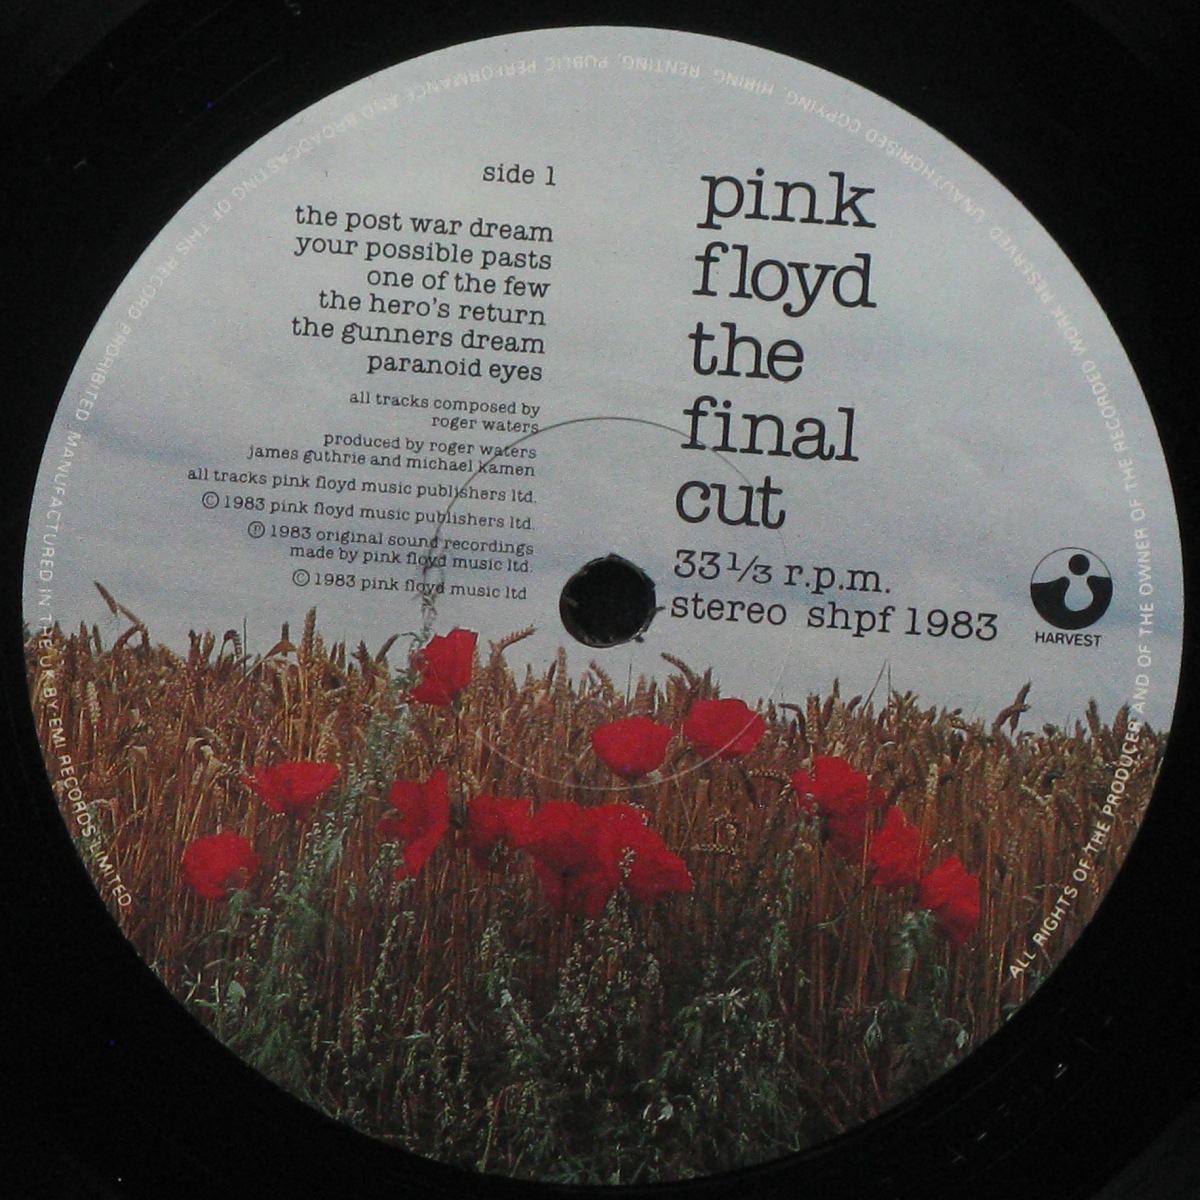 side 1
the post war dream
your possible pasts
one of the few
the hero's return
the gunners dream
paranoid eyes
all tracks composed by
roger waters
produced by roger waters
james guthrie and michael kamen
all tracks pink floyd music publishers ltd.
© 1983 pink floyd music publishers ltd.
℗ 1983 original sound recordings
made by pink floyd music ltd.
© 1983 pink floyd music ltd
pink
floyd
the
final
cut
33 1/3 r.p.m.
stereo shpf 1983
HARVEST
ALL RIGHTS OF THE PRODUCER AND OF THE OWNER OF THE RECORDED WORK RESERVED. UNAUTHORISED COPYING, HIRING, RENTING, PUBLIC PERFORMANCE AND BROADCASTING OF THIS RECORD PROHIBITED. MANUFACTURED IN THE UK BY EMI RECORDS LIMITED